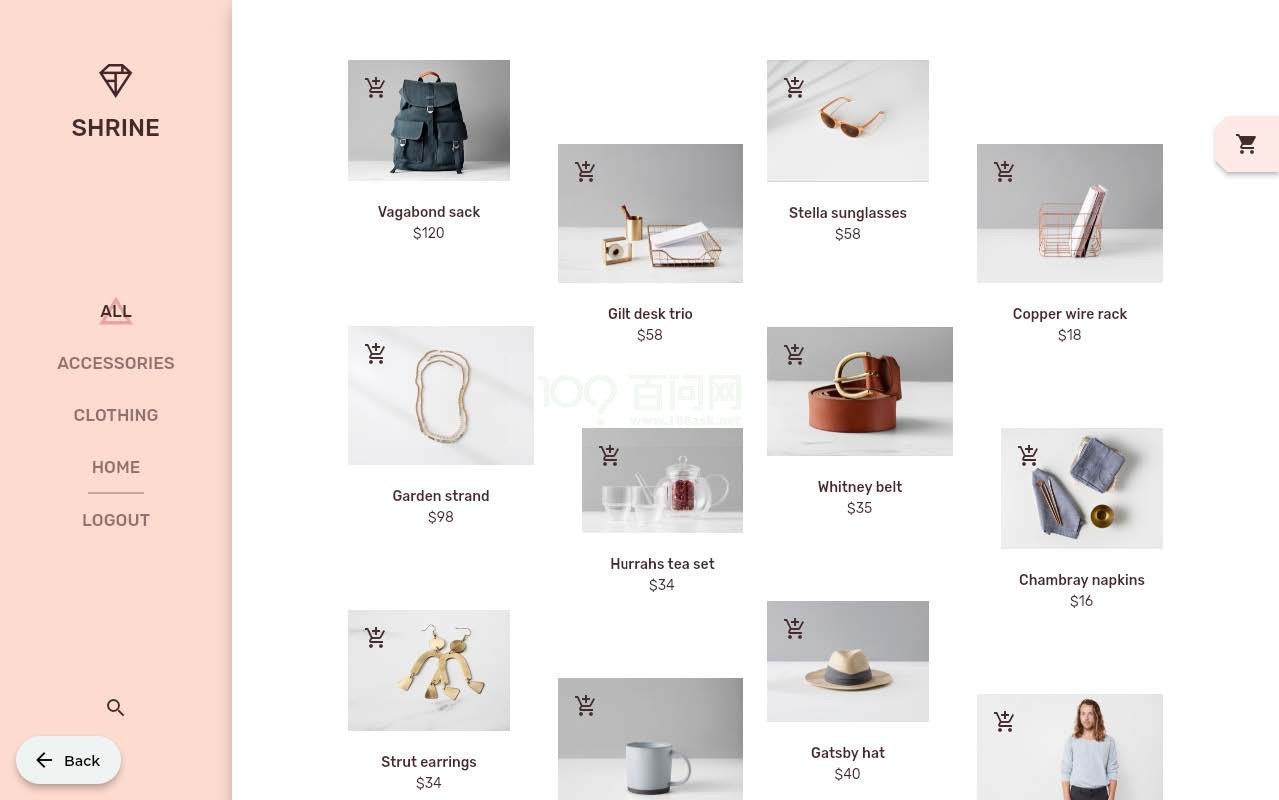 SHRINE
ALL
ACCESSORIES
CLOTHING
HOME
LOGOUT
Back
Vagabond sack
$120
Gilt desk trio
$58
Stella sunglasses
$58
Copper wire rack
$18
Garden strand
$98
Hurrahs tea set
$34
Whitney belt
$35
Chambray napkins
$16
Strut earrings
$34
Gatsby hat
$40
100 百问网
www.100ask.net